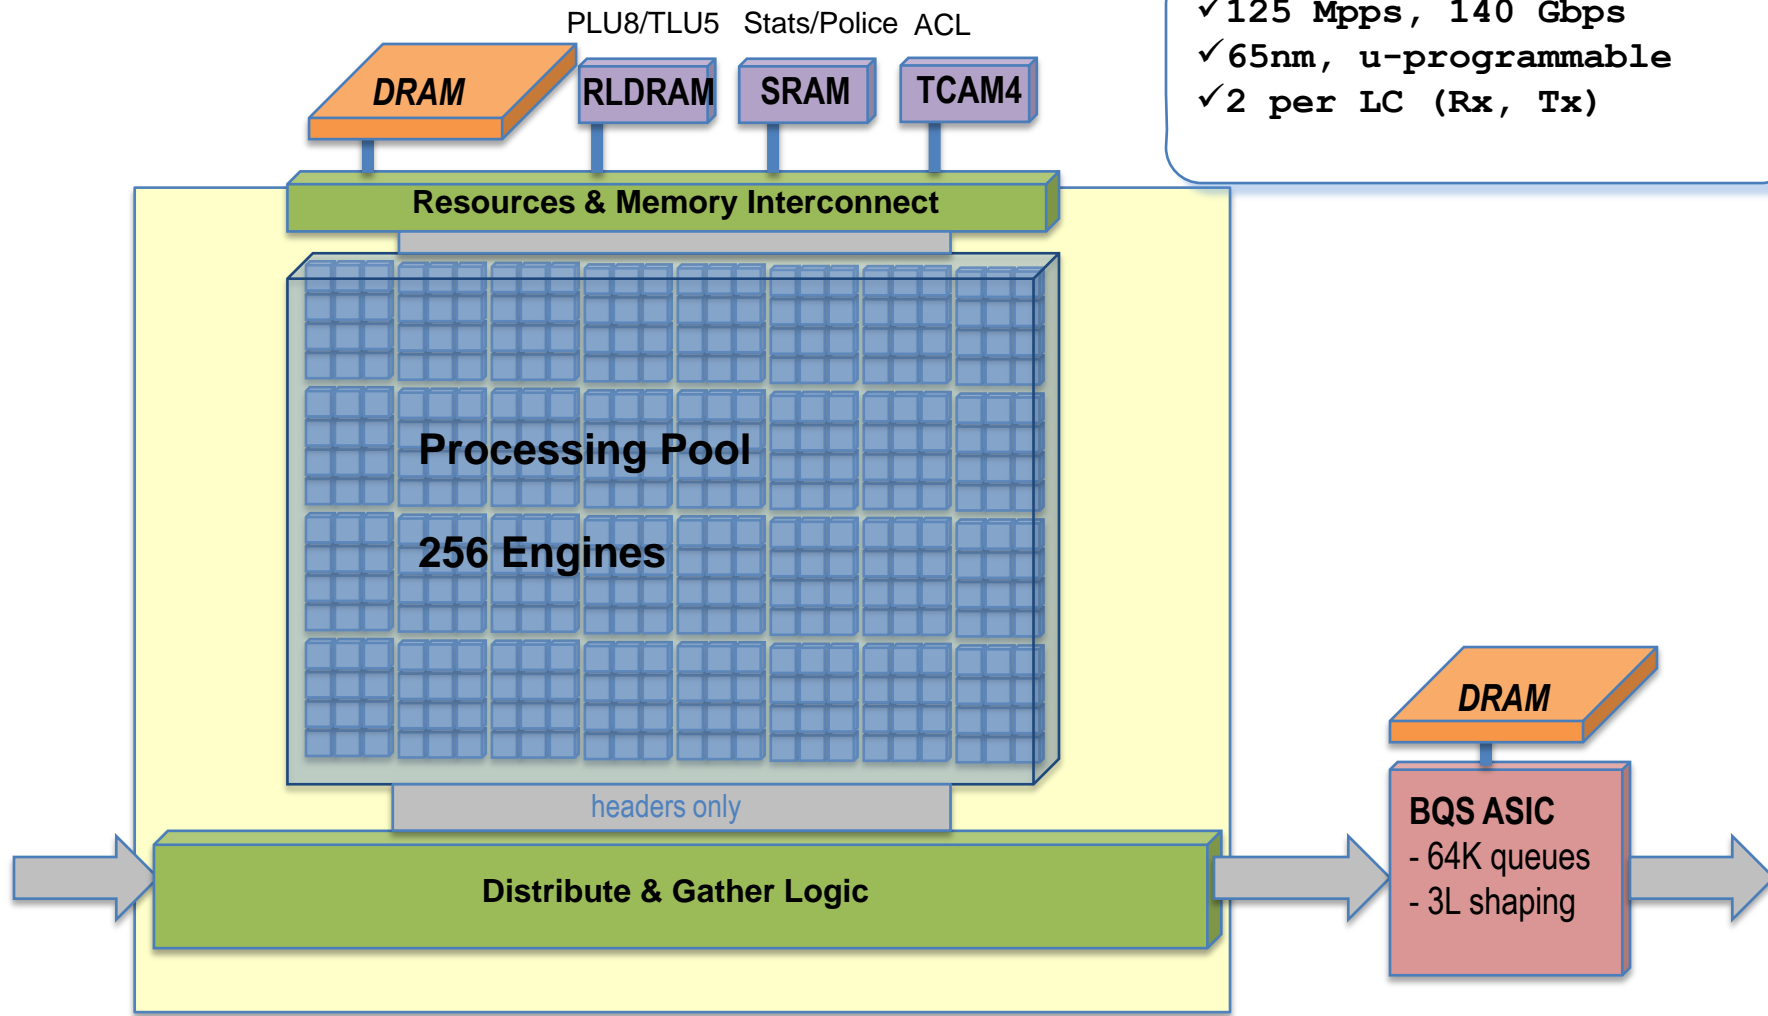 PLU8/TLU5 Stats/Police ACL
✓125 Mpps, 140 Gbps
✓65nm, u-programmable
✓2 per LC (Rx, Tx)
DRAM
RLDRAM
SRAM
TCAM4
Resources & Memory Interconnect
Processing Pool
256 Engines
headers only
Distribute & Gather Logic
DRAM
BQS ASIC
- 64K queues
- 3L shaping